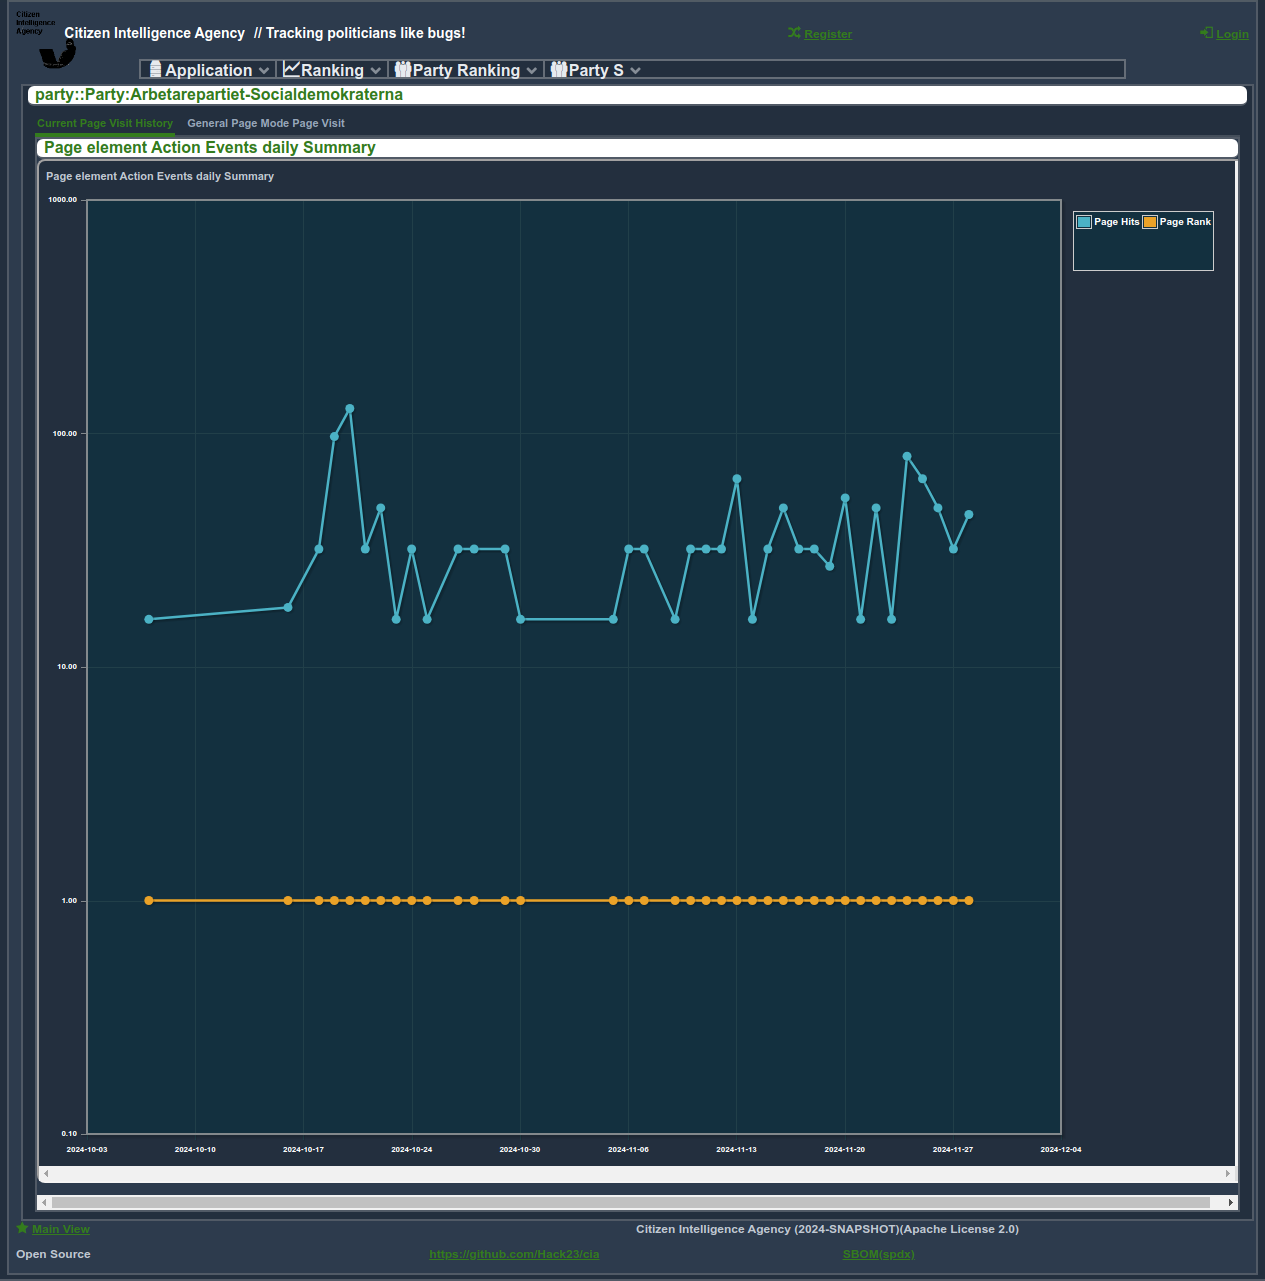 Citizen
Intelligence
Agency
Citizen Intelligence Agency // Tracking politicians like bugs!
Register
Login
Application
Ranking
Party Ranking
Party S
party::Party:Arbetarepartiet-Socialdemokraterna
Current Page Visit History
General Page Mode Page Visit
Page element Action Events daily Summary
Page element Action Events daily Summary
1000.00
100.00
10.00
1.00
0.10
Page Hits
Page Rank
2024-10-03
2024-10-10
2024-10-17
2024-10-24
2024-10-30
2024-11-06
2024-11-13
2024-11-20
2024-11-27
2024-12-04
Main View
Citizen Intelligence Agency (2024-SNAPSHOT)(Apache License 2.0)
Open Source
https://github.com/Hack23/cia
SBOM(spdx)